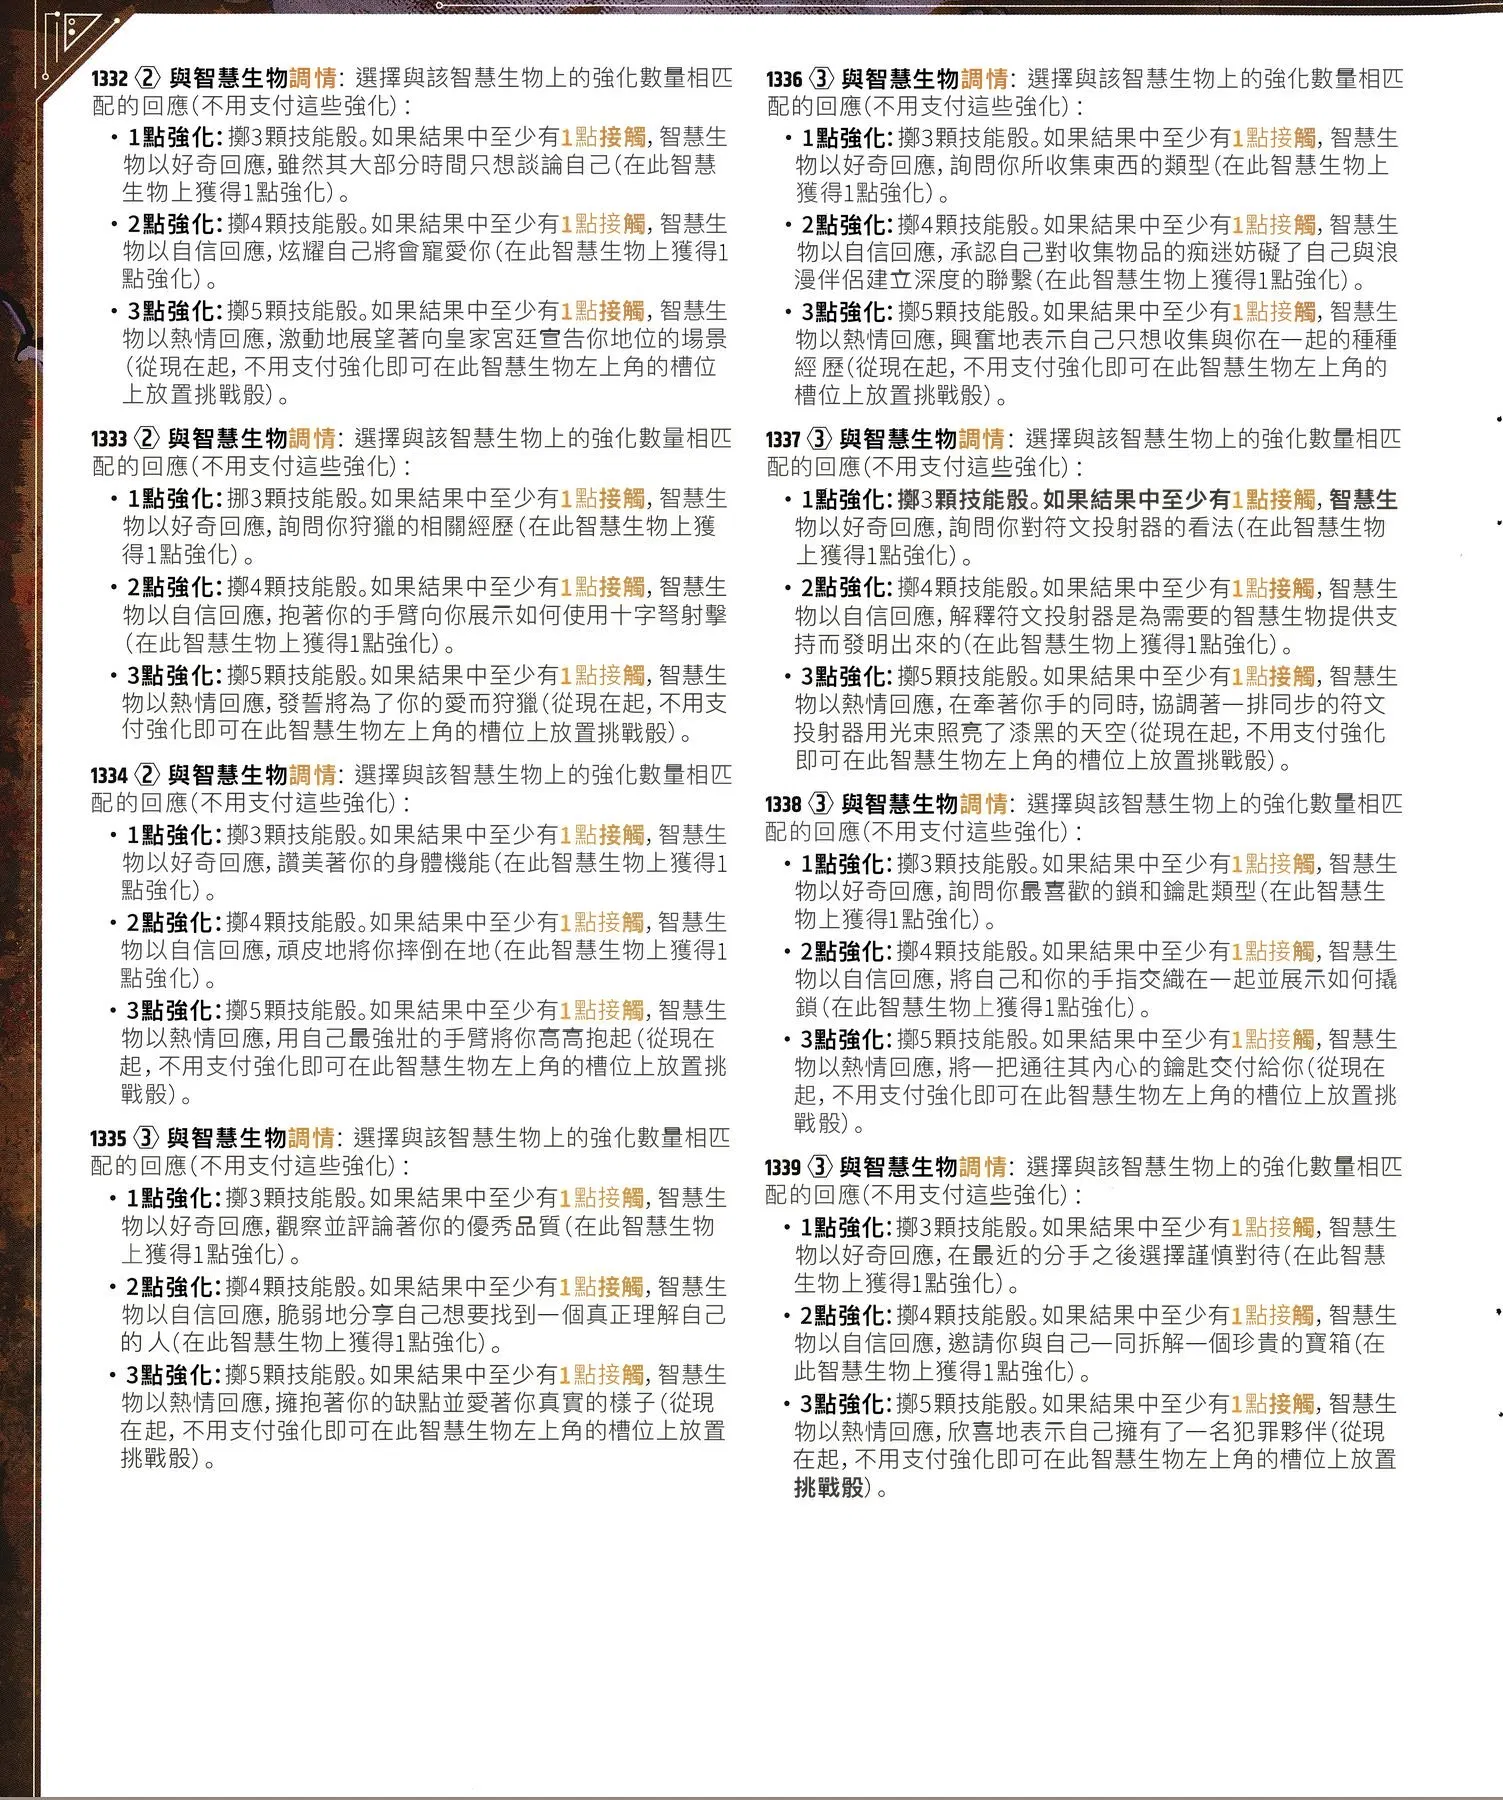 1332 ② 與智慧生物調情：選擇與該智慧生物上的強化數量相匹
配的回應（不用支付這些強化）：
• 1點強化：擲3顆技能骰。如果結果中至少有1點接觸，智慧生
物以好奇回應，雖然其大部分時間只想談論自己（在此智慧
生物上獲得1點強化）。
• 2點強化：擲4顆技能骰。如果結果中至少有1點接觸，智慧生
物以自信回應，炫耀自己將會寵愛你（在此智慧生物上獲得1
點強化）。
• 3點強化：擲5顆技能骰。如果結果中至少有1點接觸，智慧生
物以熱情回應，激動地展望著向皇家宮廷宣告你地位的場景
（從現在起，不用支付強化即可在此智慧生物左上角的槽位
上放置挑戰骰）。
1333 ② 與智慧生物調情：選擇與該智慧生物上的強化數量相匹
配的回應（不用支付這些強化）：
• 1點強化：挪3顆技能骰。如果結果中至少有1點接觸，智慧生
物以好奇回應，詢問你狩獵的相關經歷（在此智慧生物上獲
得1點強化）。
• 2點強化：擲4顆技能骰。如果結果中至少有1點接觸，智慧生
物以自信回應，抱著你的手臂向你展示如何使用十字弩射擊
（在此智慧生物上獲得1點強化）。
• 3點強化：擲5顆技能骰。如果結果中至少有1點接觸，智慧生
物以熱情回應，發誓將為了你的愛而狩獵（從現在起，不用支
付強化即可在此智慧生物左上角的槽位上放置挑戰骰）。
1334 ② 與智慧生物調情：選擇與該智慧生物上的強化數量相匹
配的回應（不用支付這些強化）：
• 1點強化：擲3顆技能骰。如果結果中至少有1點接觸，智慧生
物以好奇回應，讚美著你的身體機能（在此智慧生物上獲得1
點強化）。
• 2點強化：擲4顆技能骰。如果結果中至少有1點接觸，智慧生
物以自信回應，頑皮地將你摔倒在地（在此智慧生物上獲得1
點強化）。
• 3點強化：擲5顆技能骰。如果結果中至少有1點接觸，智慧生
物以熱情回應，用自己最強壯的手臂將你高高抱起（從現在
起，不用支付強化即可在此智慧生物左上角的槽位上放置挑
戰骰）。
1335 ③ 與智慧生物調情：選擇與該智慧生物上的強化數量相匹
配的回應（不用支付這些強化）：
• 1點強化：擲3顆技能骰。如果結果中至少有1點接觸，智慧生
物以好奇回應，觀察並評論著你的優秀品質（在此智慧生物
上獲得1點強化）。
• 2點強化：擲4顆技能骰。如果結果中至少有1點接觸，智慧生
物以自信回應，脆弱地分享自己想要找到一個真正理解自己
的人（在此智慧生物上獲得1點強化）。
• 3點強化：擲5顆技能骰。如果結果中至少有1點接觸，智慧生
物以熱情回應，擁抱著你的缺點並愛著你真實的樣子（從現
在起，不用支付強化即可在此智慧生物左上角的槽位上放置
挑戰骰）。
1336 ③ 與智慧生物調情：選擇與該智慧生物上的強化數量相匹
配的回應（不用支付這些強化）：
• 1點強化：擲3顆技能骰。如果結果中至少有1點接觸，智慧生
物以好奇回應，詢問你所收集東西的類型（在此智慧生物上
獲得1點強化）。
• 2點強化：擲4顆技能骰。如果結果中至少有1點接觸，智慧生
物以自信回應，承認自己對收集物品的痴迷妨礙了自己與浪
漫伴侶建立深度的聯繫（在此智慧生物上獲得1點強化）。
• 3點強化：擲5顆技能骰。如果結果中至少有1點接觸，智慧生
物以熱情回應，興奮地表示自己只想收集與你在一起的種種
經歷（從現在起，不用支付強化即可在此智慧生物左上角的
槽位上放置挑戰骰）。
1337 ③ 與智慧生物調情：選擇與該智慧生物上的強化數量相匹
配的回應（不用支付這些強化）：
• 1點強化：擲3顆技能骰。如果結果中至少有1點接觸，智慧生
物以好奇回應，詢問你對符文投射器的看法（在此智慧生物
上獲得1點強化）。
• 2點強化：擲4顆技能骰。如果結果中至少有1點接觸，智慧生
物以自信回應，解釋符文投射器是為需要的智慧生物提供支
持而發明出來的（在此智慧生物上獲得1點強化）。
• 3點強化：擲5顆技能骰。如果結果中至少有1點接觸，智慧生
物以熱情回應，在牽著你手的同時，協調著一排同步的符文
投射器用光束照亮了漆黑的天空（從現在起，不用支付強化
即可在此智慧生物左上角的槽位上放置挑戰骰）。
1338 ③ 與智慧生物調情：選擇與該智慧生物上的強化數量相匹
配的回應（不用支付這些強化）：
• 1點強化：擲3顆技能骰。如果結果中至少有1點接觸，智慧生
物以好奇回應，詢問你最喜歡的鎖和鑰匙類型（在此智慧生
物上獲得1點強化）。
• 2點強化：擲4顆技能骰。如果結果中至少有1點接觸，智慧生
物以自信回應，將自己和你的手指交織在一起並展示如何撬
鎖（在此智慧生物上獲得1點強化）。
• 3點強化：擲5顆技能骰。如果結果中至少有1點接觸，智慧生
物以熱情回應，將一把通往其內心的鑰匙交付給你（從現在
起，不用支付強化即可在此智慧生物左上角的槽位上放置挑
戰骰）。
1339 ③ 與智慧生物調情：選擇與該智慧生物上的強化數量相匹
配的回應（不用支付這些強化）：
• 1點強化：擲3顆技能骰。如果結果中至少有1點接觸，智慧生
物以好奇回應，在最近的分手之後選擇謹慎對待（在此智慧
生物上獲得1點強化）。
• 2點強化：擲4顆技能骰。如果結果中至少有1點接觸，智慧生
物以自信回應，邀請你與自己一同拆解一個珍貴的寶箱（在
此智慧生物上獲得1點強化）。
• 3點強化：擲5顆技能骰。如果結果中至少有1點接觸，智慧生
物以熱情回應，欣喜地表示自己擁有了一名犯罪夥伴（從現
在起，不用支付強化即可在此智慧生物左上角的槽位上放置
挑戰骰）。